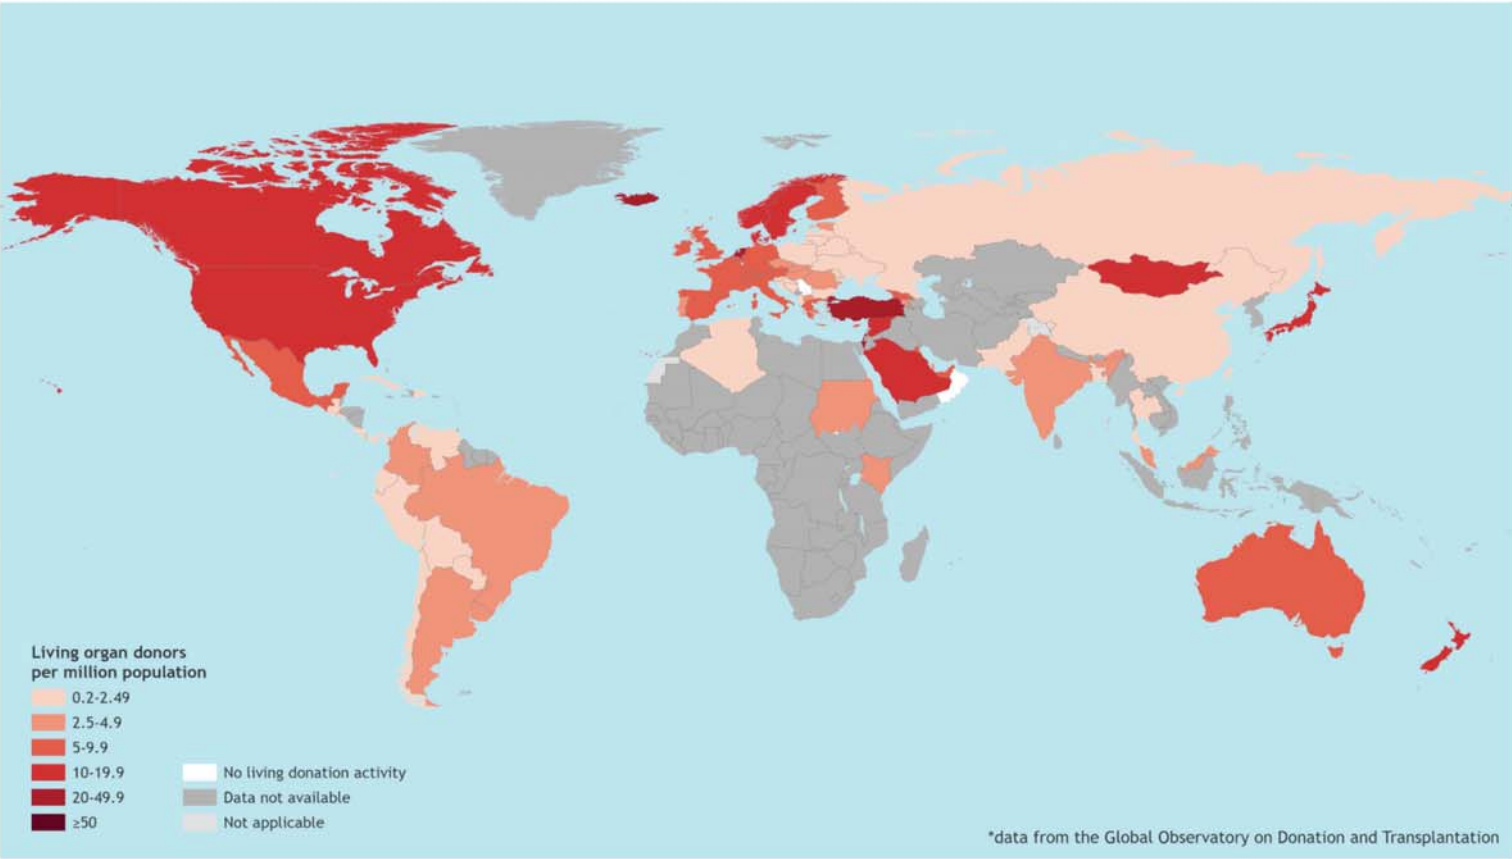 Living organ donors
per million population
0.2-2.49
2.5-4.9
5-9.9
10-19.9
20-49.9
≥50
No living donation activity
Data not available
Not applicable
*data from the Global Observatory on Donation and Transplantation